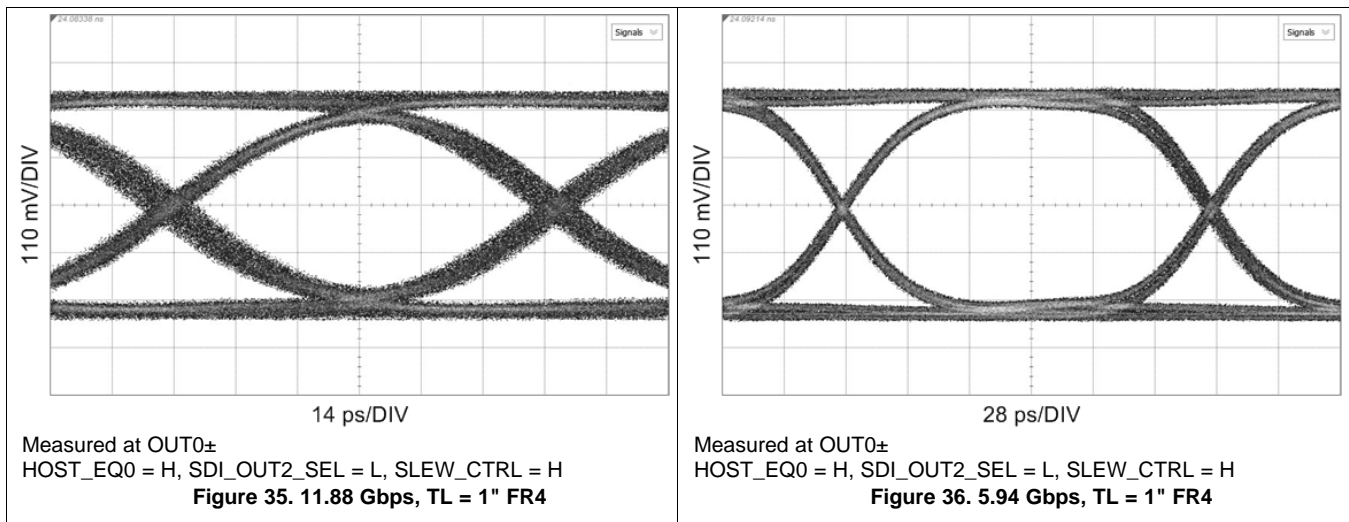 24.08338 ns
Signals
110 mV/DIV
14 ps/DIV
Measured at OUT0±
HOST_EQ0 = H, SDI_OUT2_SEL = L, SLEW_CTRL = H
Figure 35. 11.88 Gbps, TL = 1" FR4
24.09214 ns
Signals
110 mV/DIV
28 ps/DIV
Measured at OUT0±
HOST_EQ0 = H, SDI_OUT2_SEL = L, SLEW_CTRL = H
Figure 36. 5.94 Gbps, TL = 1" FR4